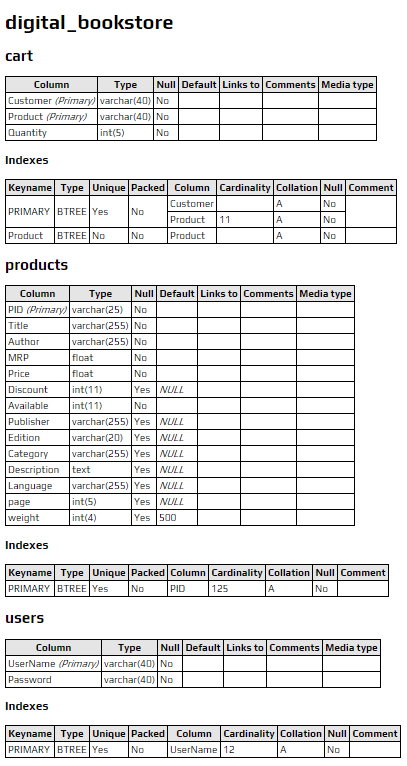 digital_bookstore
cart
Column Type Null Default Links to Comments Media type
Customer (Primary) varchar(40) No
Product (Primary) varchar(40) No
Quantity int(5) No
Indexes
Keyname Type Unique Packed Column Cardinality Collation Null Comment
PRIMARY BTREE Yes No Customer A No
Product 11 A No
Product BTREE No No Product A No
products
Column Type Null Default Links to Comments Media type
PID (Primary) varchar(25) No
Title varchar(255) No
Author varchar(255) No
MRP float No
Price float No
Discount int(11) Yes NULL
Available int(11) No
Publisher varchar(255) Yes NULL
Edition varchar(20) Yes NULL
Category varchar(255) Yes NULL
Description text Yes NULL
Language varchar(255) Yes NULL
page int(5) Yes NULL
weight int(4) Yes 500
Indexes
Keyname Type Unique Packed Column Cardinality Collation Null Comment
PRIMARY BTREE Yes No PID 125 A No
users
Column Type Null Default Links to Comments Media type
UserName (Primary) varchar(40) No
Password varchar(40) No
Indexes
Keyname Type Unique Packed Column Cardinality Collation Null Comment
PRIMARY BTREE Yes No UserName 12 A No